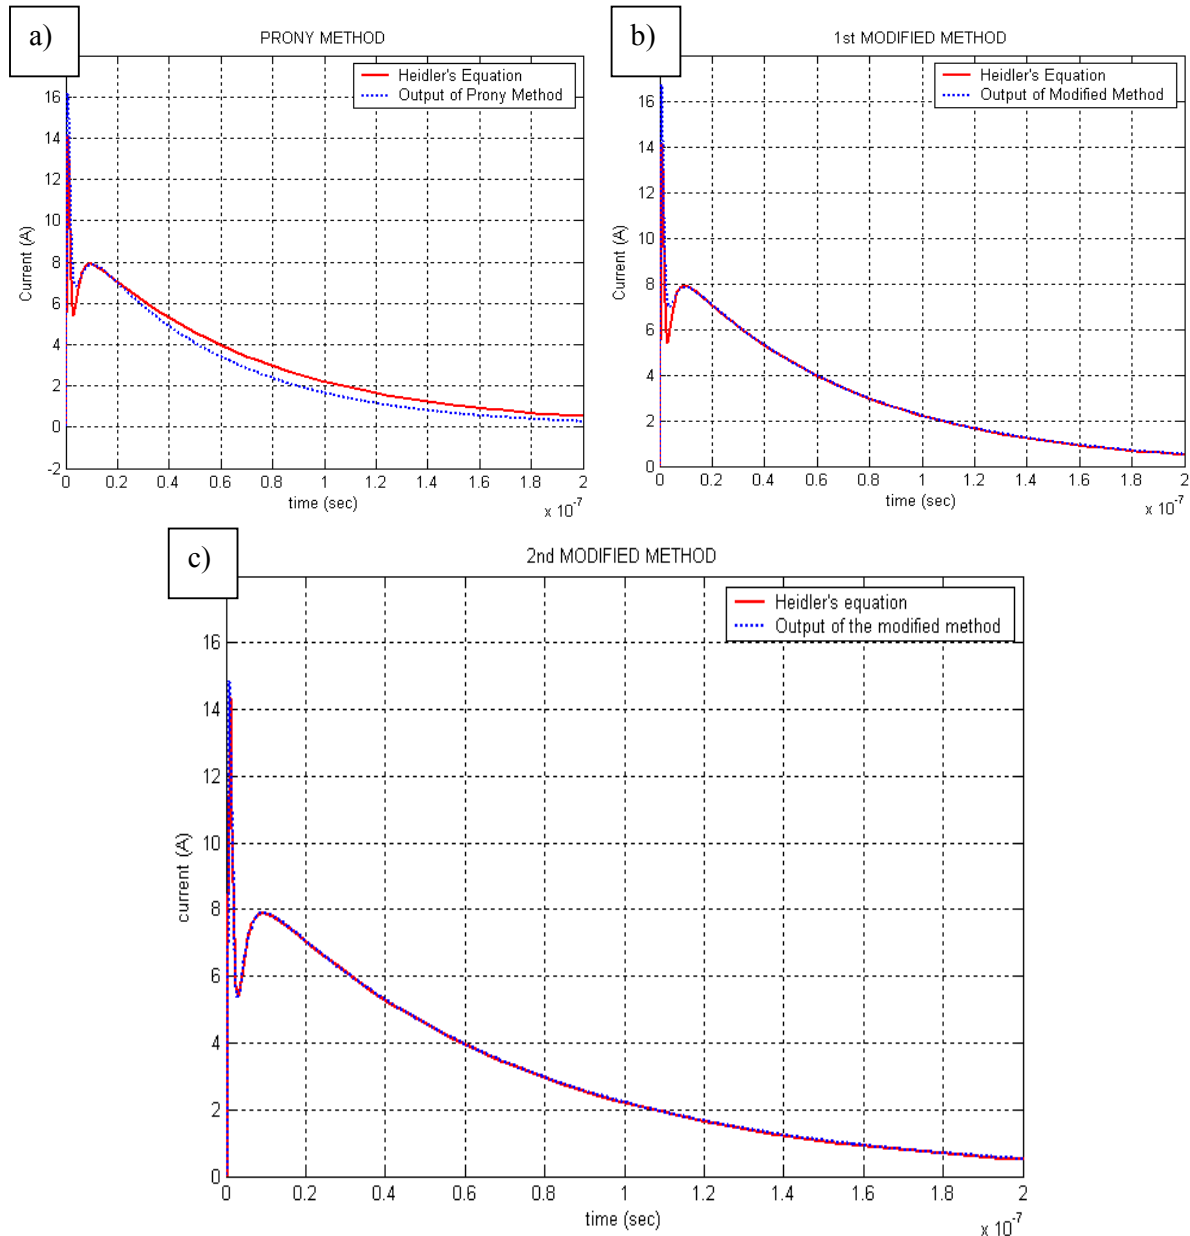 a)
PRONY METHOD
Heidler's Equation
Output of Prony Method
Current (A)
16
14
12
10
8
6
4
2
0
-2
0 0.2 0.4 0.6 0.8 1 1.2 1.4 1.6 1.8 2
time (sec)
x 10^-7
b)
1st MODIFIED METHOD
Heidler's Equation
Output of Modified Method
Current (A)
16
14
12
10
8
6
4
2
0
0 0.2 0.4 0.6 0.8 1 1.2 1.4 1.6 1.8 2
time (sec)
x 10^-7
c)
2nd MODIFIED METHOD
Heidler's equation
Output of the modified method
current (A)
16
14
12
10
8
6
4
2
0
0 0.2 0.4 0.6 0.8 1 1.2 1.4 1.6 1.8 2
time (sec)
x 10^-7